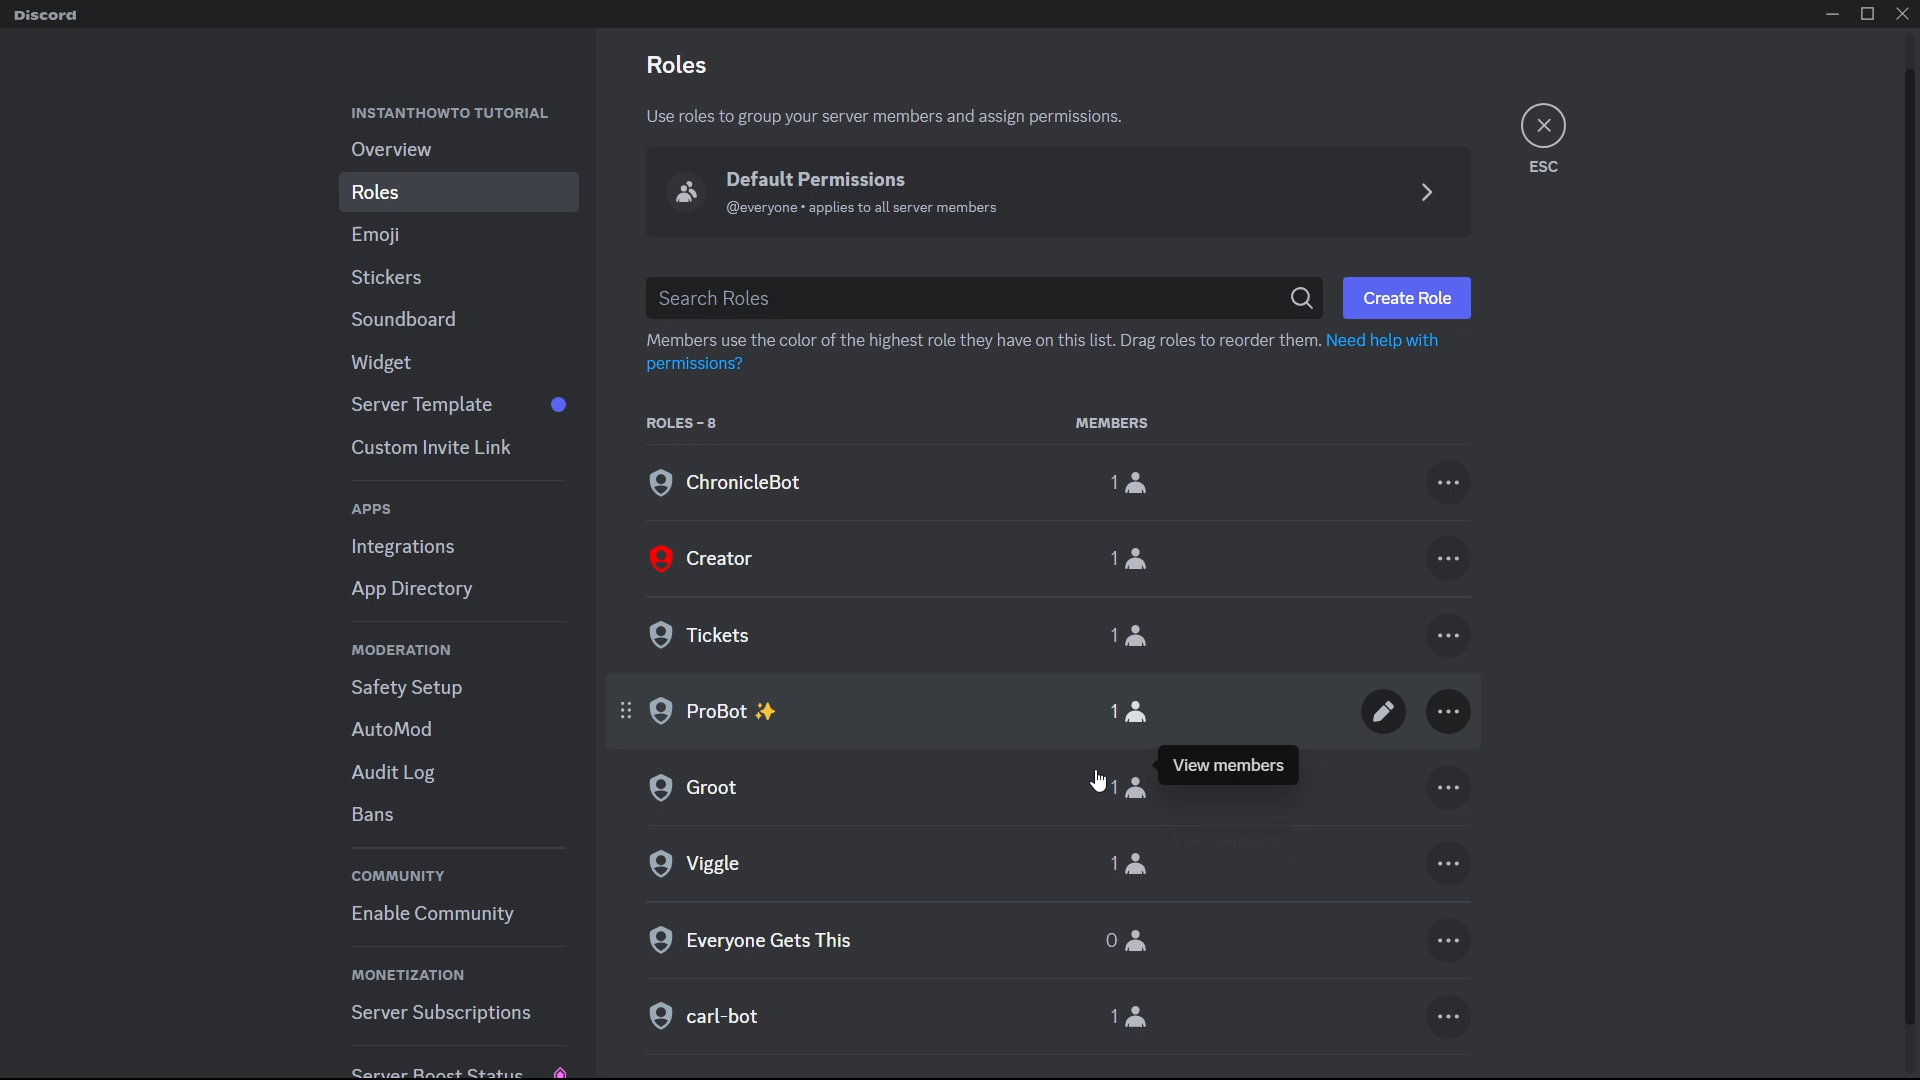 Discord
INSTANTHOWTO TUTORIAL
Overview
Roles
Emoji
Stickers
Soundboard
Widget
Server Template
Custom Invite Link
APPS
Integrations
App Directory
MODERATION
Safety Setup
AutoMod
Audit Log
Bans
COMMUNITY
Enable Community
MONETIZATION
Server Subscriptions
Server Boost Status
Roles
Use roles to group your server members and assign permissions.
ESC
Default Permissions
@everyone • applies to all server members
Search Roles
Create Role
Members use the color of the highest role they have on this list. Drag roles to reorder them. Need help with
permissions?
ROLES – 8 MEMBERS
ChronicleBot 1
Creator 1
Tickets 1
ProBot ✨ 1
View members
Groot 1
Viggle 1
Everyone Gets This 0
carl-bot 1